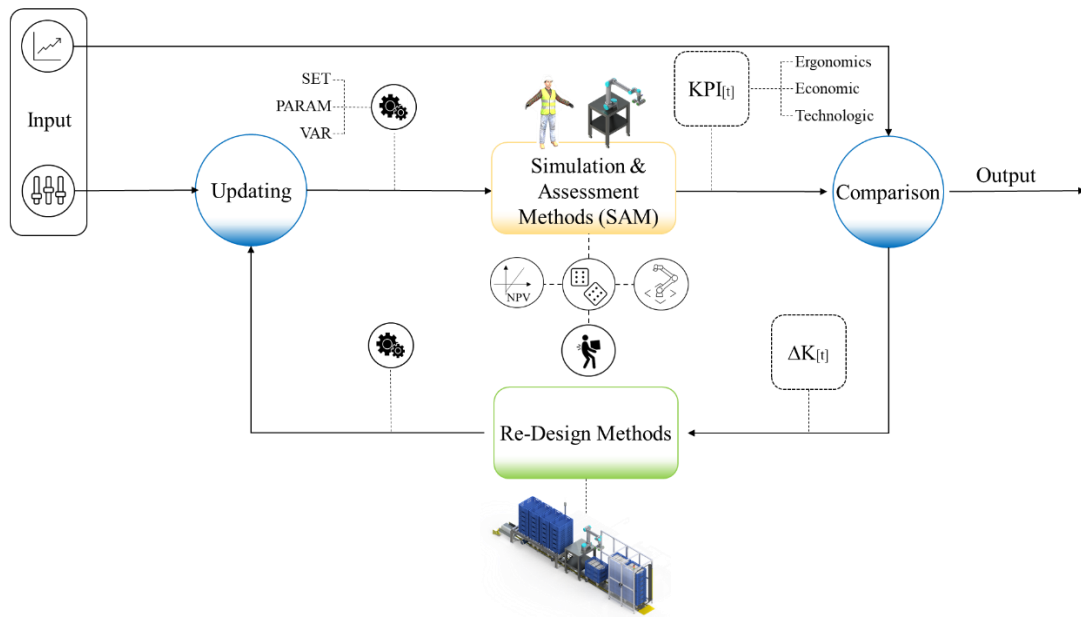 Input
SET
PARAM
VAR
Updating
Simulation &
Assessment
Methods (SAM)
KPI[t]
Ergonomics
Economic
Technologic
Comparison
Output
NPV
ΔK[t]
Re-Design Methods